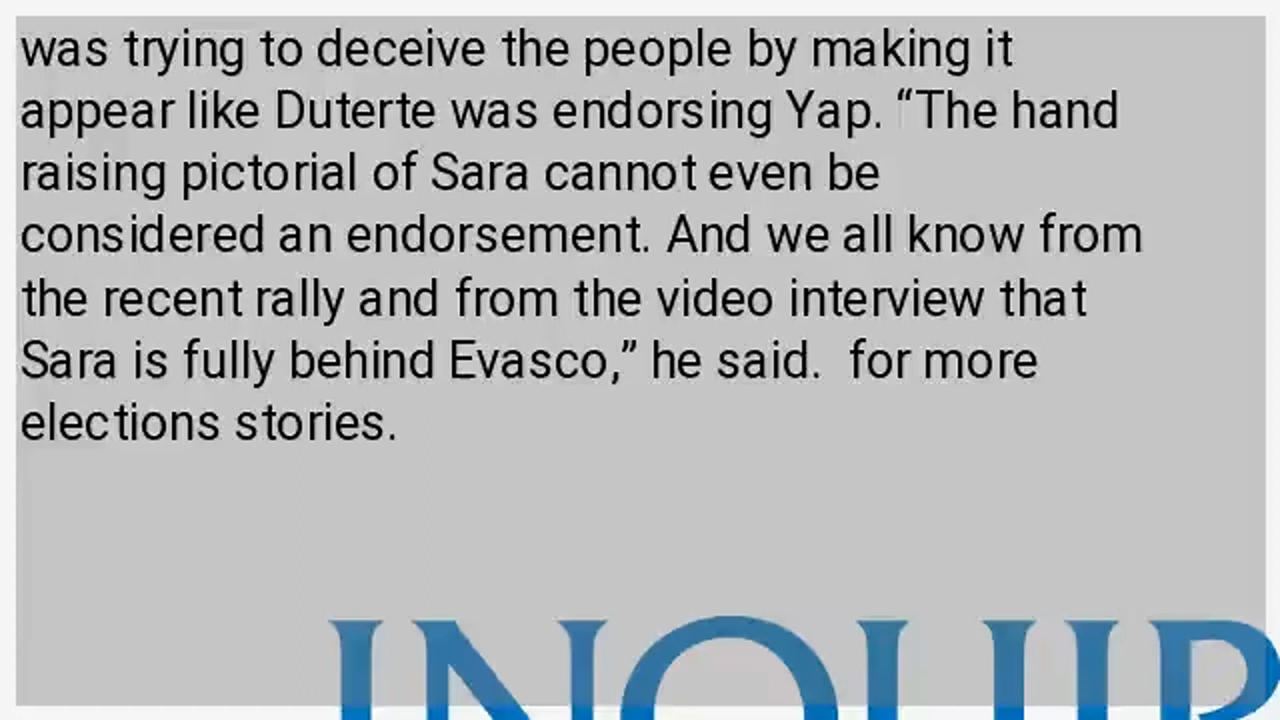 was trying to deceive the people by making it
appear like Duterte was endorsing Yap. “The hand
raising pictorial of Sara cannot even be
considered an endorsement. And we all know from
the recent rally and from the video interview that
Sara is fully behind Evasco,” he said.  for more
elections stories.
INQUIR